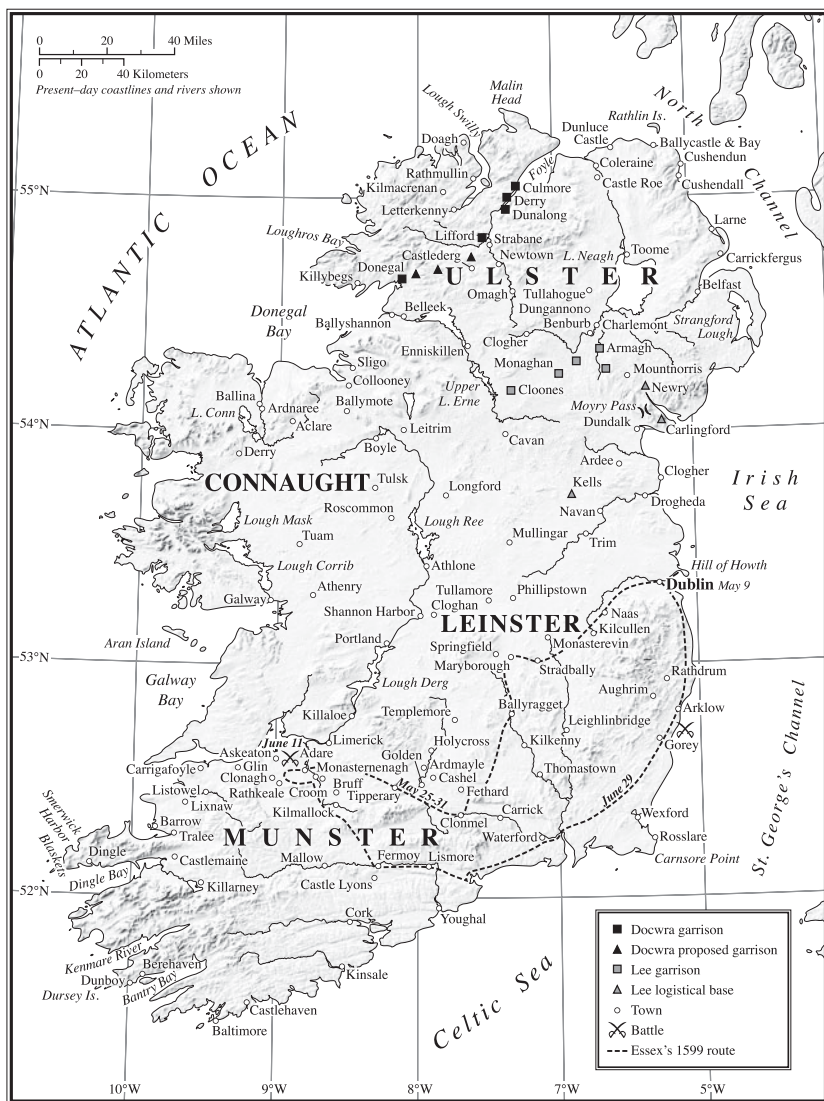 0 20 40 Miles
0 20 40 Kilometers
Present–day coastlines and rivers shown
ATLANTIC OCEAN
North Channel
Malin
Head
Lough Swilly
Rathlin Is.
Doagh
Dunluce
Castle
Ballycastle & Bay
Cushendun
Rathmullin
Foyle
Coleraine
Kilmacrenan
Culmore
Castle Roe
Cushendall
55°N
Derry
Letterkenny
Dunalong
Larne
Loughros Bay
Lifford
Strabane
Castlederg
Newtown
L. Neagh
Toome
Carrickfergus
Donegal
ULSTER
Killybegs
Omagh
Tullahogue
Belfast
Donegal
Bay
Belleek
Dungannon
Ballyshannon
Benburb
Charlemont
Strangford
Lough
Clogher
Enniskillen
Armagh
Monaghan
Mountnorris
Sligo
Collooney
Upper
L. Erne
Cloones
Newry
Ballina
Ballymote
Moyry Pass
L. Conn
Ardnaree
Aclare
Dundalk
54°N
Leitrim
Carlingford
Derry
Boyle
Cavan
Ardee
Clogher
CONNAUGHT
Tulsk
Longford
Kells
Irish
Sea
Roscommon
Navan
Drogheda
Lough Mask
Lough Ree
Mullingar
Tuam
Trim
Lough Corrib
Athlone
Hill of Howth
Athenry
Tullamore
Phillipstown
Dublin May 9
Galway
Shannon Harbor
Cloghan
Naas
LEINSTER
Kilcullen
Aran Island
Portland
Springfield
Monasterevin
53°N
Maryborough
Stradbally
Rathdrum
Galway
Bay
Lough Derg
Aughrim
Ballyragget
Arklow
Killaloe
Templemore
Leighlinbridge
June 11
Limerick
Holycross
Kilkenny
Gorey
Askeaton
Adare
Golden
Carrigafoyle
Glin
Monasternenagh
Ardmayle
Thomastown
Clonagh
Cashel
Listowel
Rathkeale
Croom
Bruff
May 25-31
Fethard
June 29
Lixnaw
Tipperary
Smerwick
Harbor
Kilmallock
Carrick
Wexford
Barrow
Clonmel
Blaskets
Tralee
MUNSTER
Waterford
Rosslare
Dingle
Castlemaine
Mallow
Fermoy
Lismore
Carnsore Point
St. George's Channel
Dingle Bay
52°N
Killarney
Castle Lyons
Cork
Youghal
Kenmare River
Berehaven
Dunboy
Bantry Bay
Kinsale
Dursey Is.
Castlehaven
Baltimore
Celtic Sea
Docwra garrison
Docwra proposed garrison
Lee garrison
Lee logistical base
Town
Battle
Essex's 1599 route
10°W 9°W 8°W 7°W 5°W